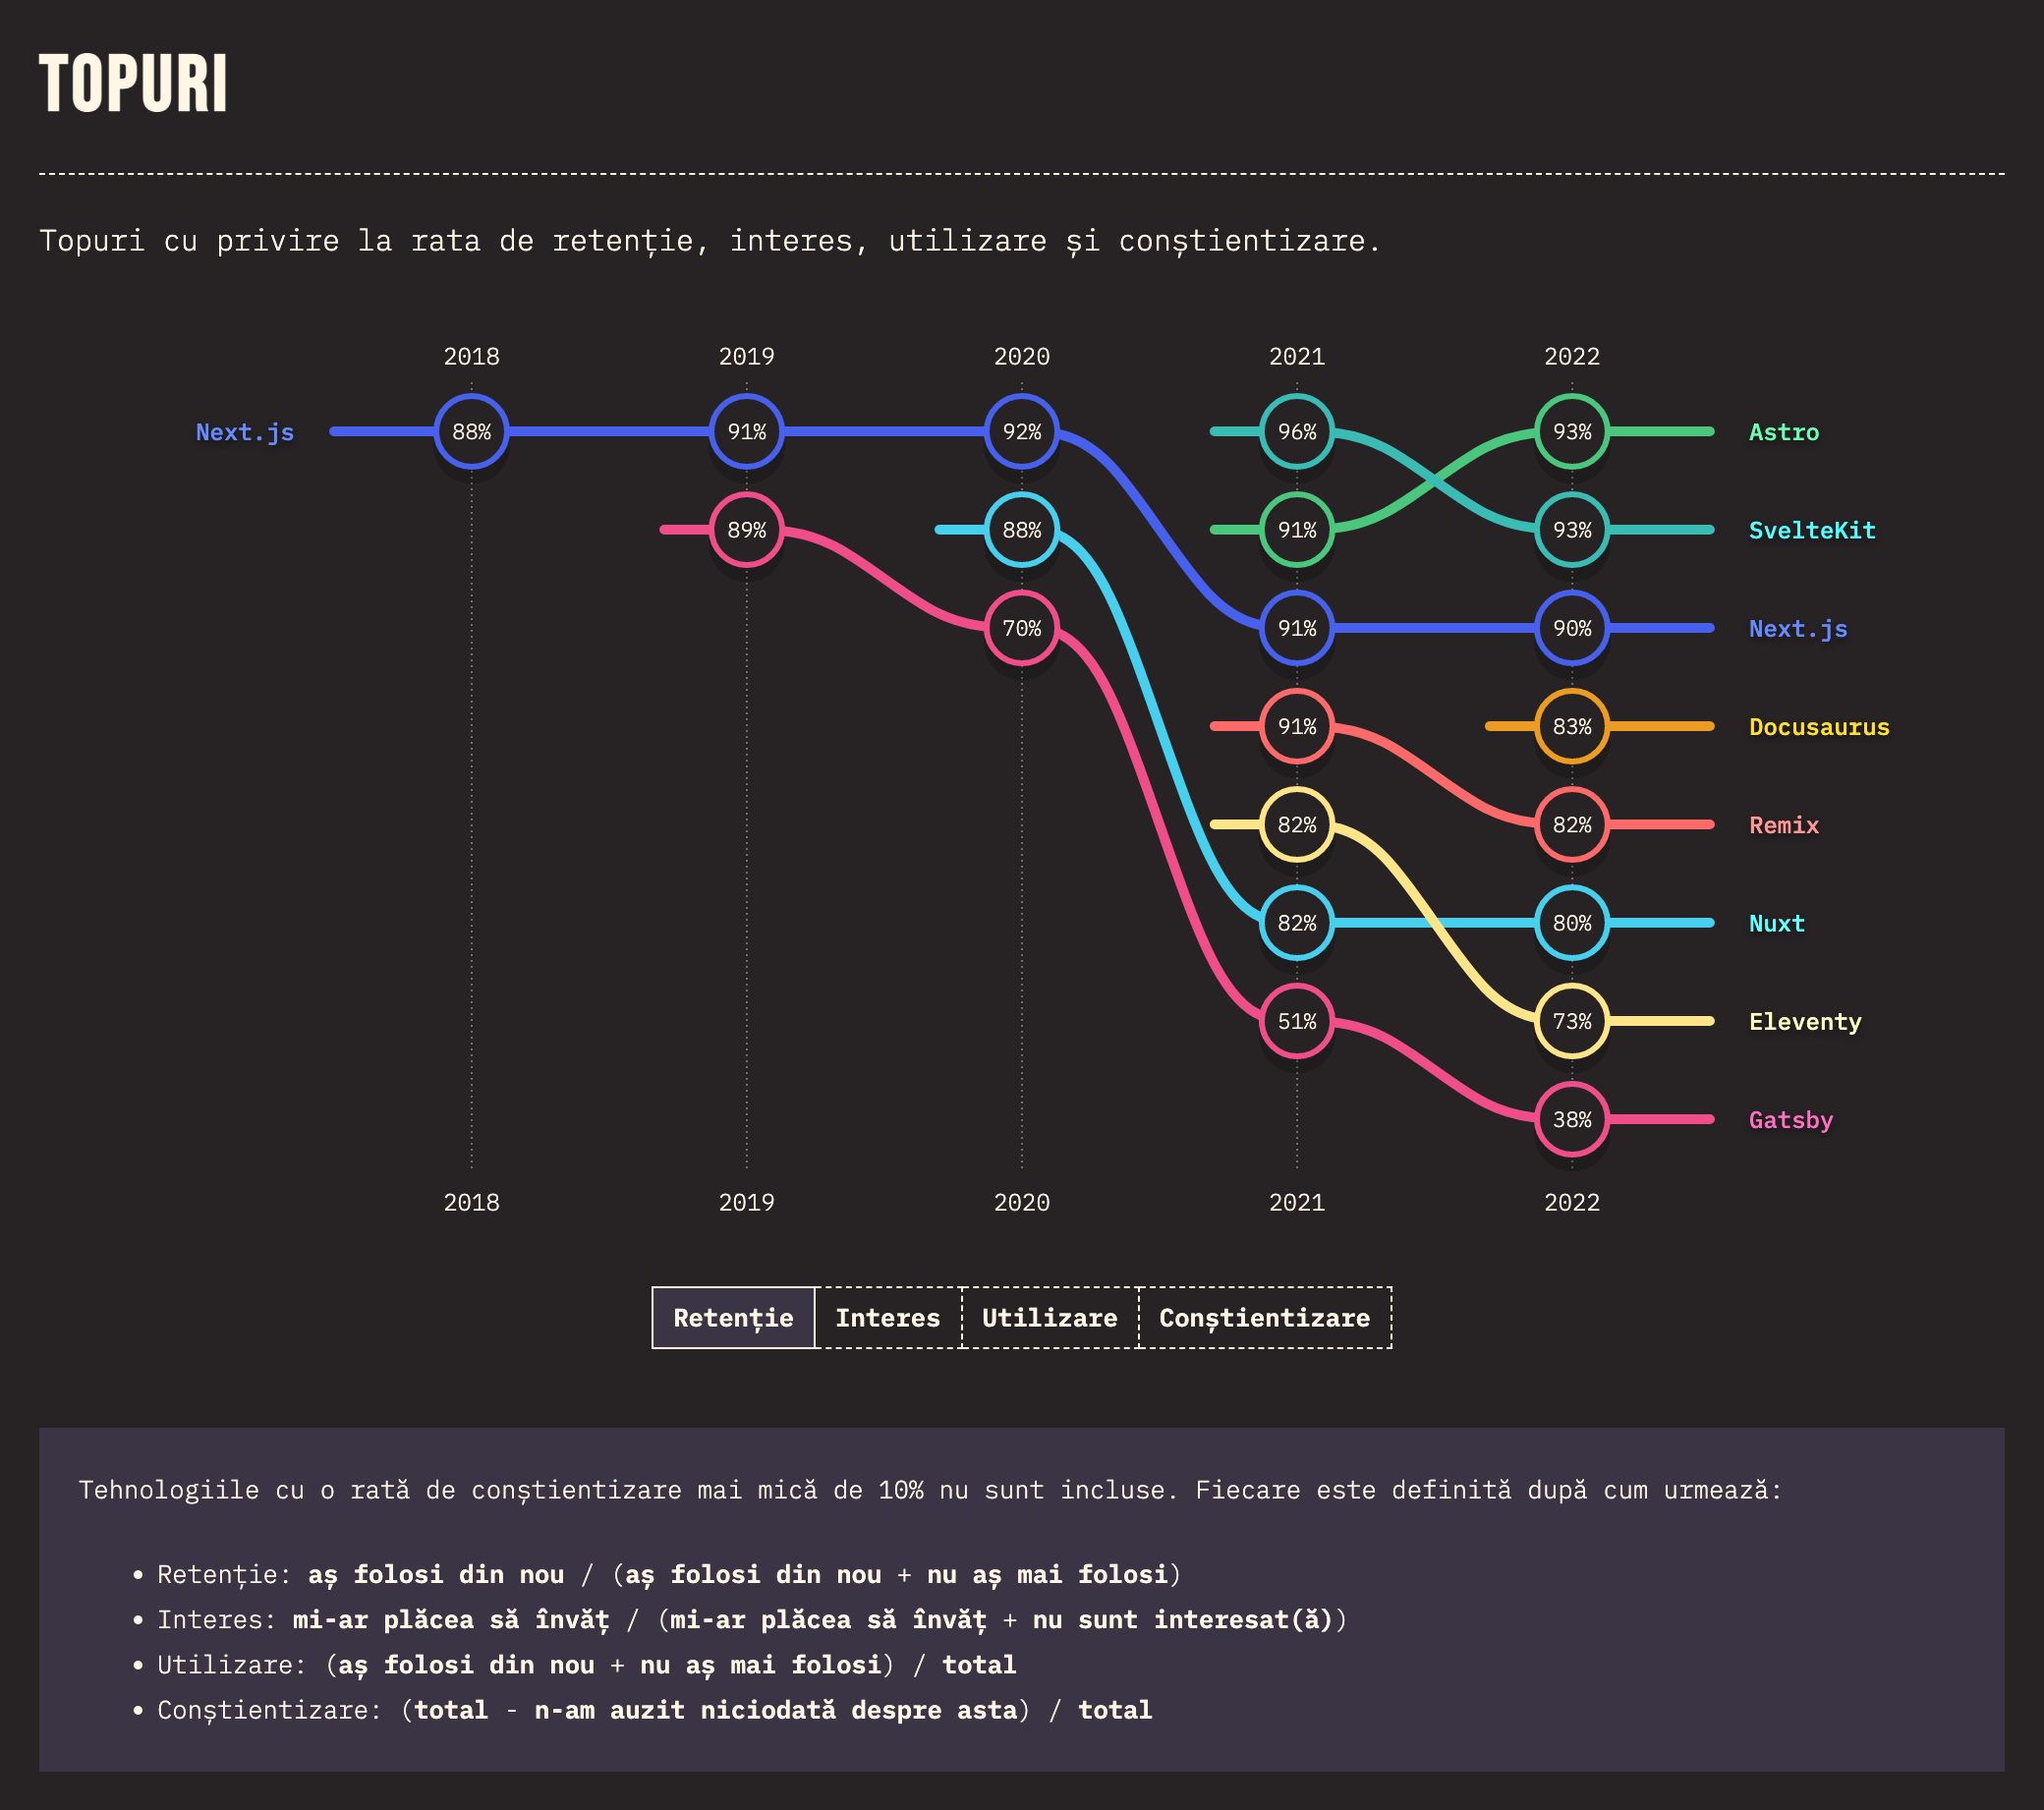 TOPURI
Topuri cu privire la rata de retenție, interes, utilizare și conștientizare.
2018 2019 2020 2021 2022
Next.js 88% 91% 92% 96% 93% Astro
89% 88% 91% 93% SvelteKit
70% 91% 90% Next.js
91% 83% Docusaurus
82% 82% Remix
82% 80% Nuxt
51% 73% Eleventy
38% Gatsby
2018 2019 2020 2021 2022
Retenție Interes Utilizare Conștientizare
Tehnologiile cu o rată de conștientizare mai mică de 10% nu sunt incluse. Fiecare este definită după cum urmează:
• Retenție: aș folosi din nou / (aș folosi din nou + nu aș mai folosi)
• Interes: mi-ar plăcea să învăț / (mi-ar plăcea să învăț + nu sunt interesat(ă))
• Utilizare: (aș folosi din nou + nu aș mai folosi) / total
• Conștientizare: (total - n-am auzit niciodată despre asta) / total